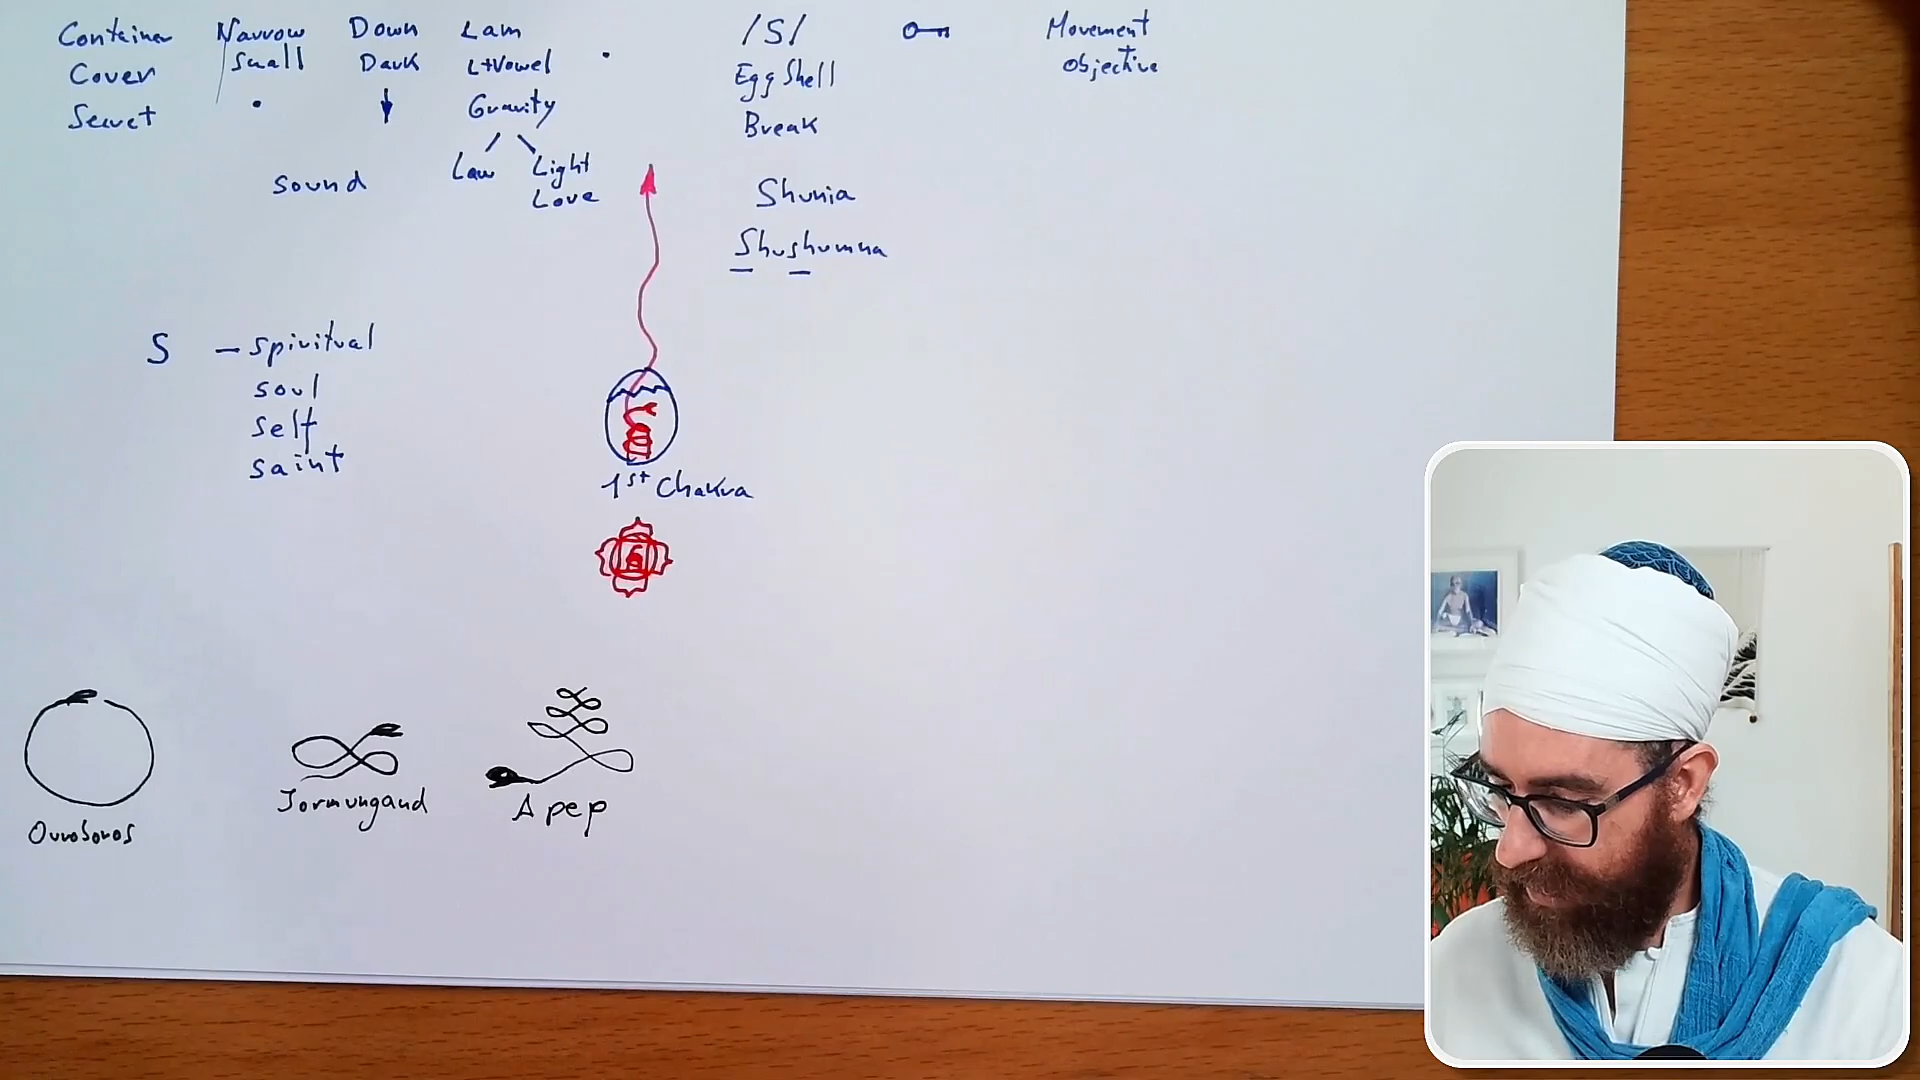 Container
Cover
Secret
Narrow
Small
Down
Dark
Lam
L+Vowel
Gravity
Law
Light
Love
Sound
/S/
Egg Shell
Break
Shunia
Shushumna
Movement
+
Objective
S - Spiritual
Soul
Self
Saint
1st Chakra
Ouroboros
Jormungand
Apep